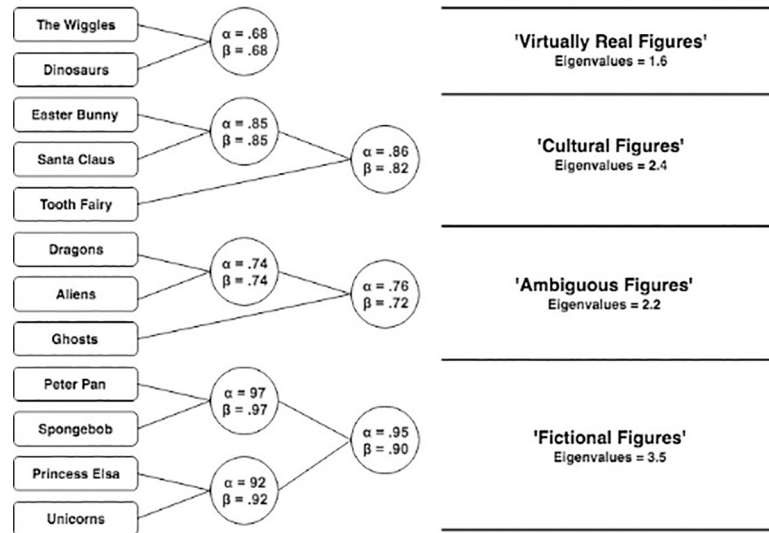 The Wiggles
Dinosaurs
α = .68
β = .68
'Virtually Real Figures'
Eigenvalues = 1.6
Easter Bunny
Santa Claus
Tooth Fairy
α = .85
β = .85
α = .86
β = .82
'Cultural Figures'
Eigenvalues = 2.4
Dragons
Aliens
Ghosts
α = .74
β = .74
α = .76
β = .72
'Ambiguous Figures'
Eigenvalues = 2.2
Peter Pan
Spongebob
Princess Elsa
Unicorns
α = 97
β = .97
α = 92
β = .92
α = .95
β = .90
'Fictional Figures'
Eigenvalues = 3.5